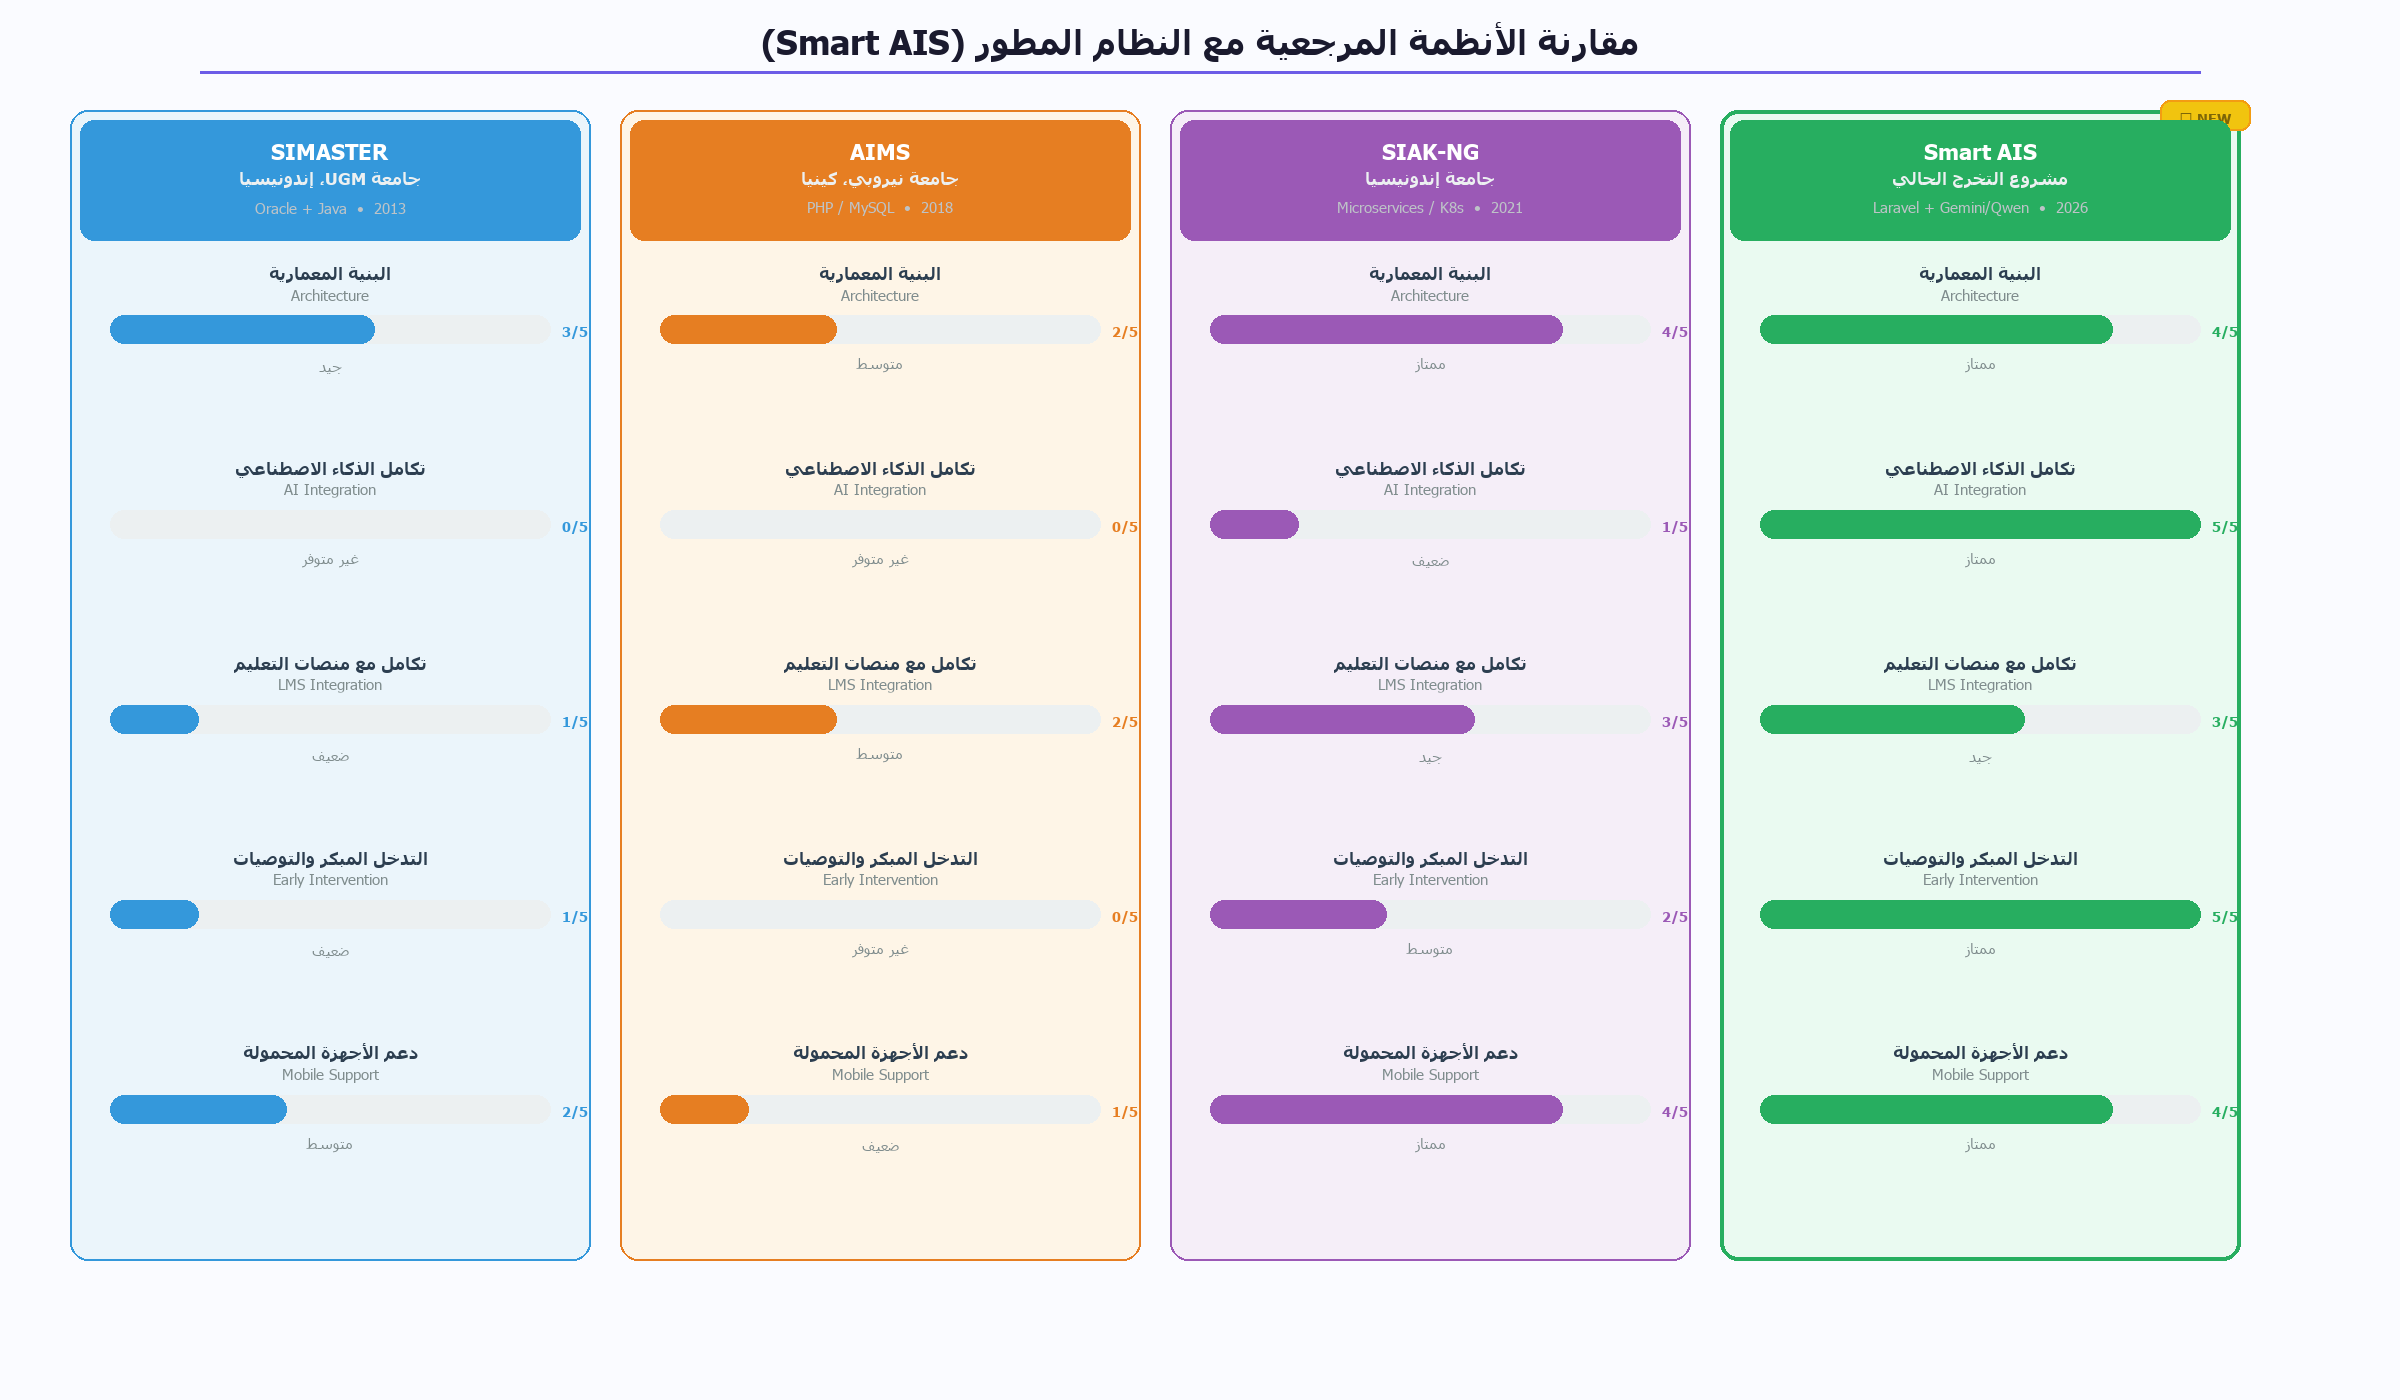 مقارنة الأنظمة المرجعية مع النظام المطور (Smart AIS)
SIMASTER
جامعة UGM، إندونيسيا
Oracle + Java • 2013
البنية المعمارية
Architecture
3/5
جيد
تكامل الذكاء الاصطناعي
AI Integration
0/5
غير متوفر
تكامل مع منصات التعليم
LMS Integration
1/5
ضعيف
التدخل المبكر والتوصيات
Early Intervention
1/5
ضعيف
دعم الأجهزة المحمولة
Mobile Support
2/5
متوسط
AIMS
جامعة نيروبي، كينيا
PHP / MySQL • 2018
البنية المعمارية
Architecture
2/5
متوسط
تكامل الذكاء الاصطناعي
AI Integration
0/5
غير متوفر
تكامل مع منصات التعليم
LMS Integration
2/5
متوسط
التدخل المبكر والتوصيات
Early Intervention
0/5
غير متوفر
دعم الأجهزة المحمولة
Mobile Support
1/5
ضعيف
SIAK-NG
جامعة إندونيسيا
Microservices / K8s • 2021
البنية المعمارية
Architecture
4/5
ممتاز
تكامل الذكاء الاصطناعي
AI Integration
1/5
ضعيف
تكامل مع منصات التعليم
LMS Integration
3/5
جيد
التدخل المبكر والتوصيات
Early Intervention
2/5
متوسط
دعم الأجهزة المحمولة
Mobile Support
4/5
ممتاز
NEW
Smart AIS
مشروع التخرج الحالي
Laravel + Gemini/Qwen • 2026
البنية المعمارية
Architecture
4/5
ممتاز
تكامل الذكاء الاصطناعي
AI Integration
5/5
ممتاز
تكامل مع منصات التعليم
LMS Integration
3/5
جيد
التدخل المبكر والتوصيات
Early Intervention
5/5
ممتاز
دعم الأجهزة المحمولة
Mobile Support
4/5
ممتاز